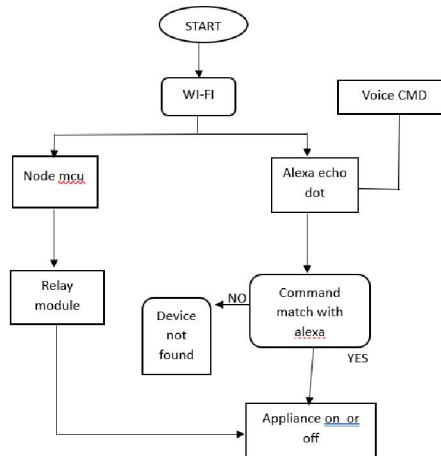 START
WI-FI
Voice CMD
Node mcu
Alexa echo
dot
Relay
module
NO
Command
match with
alexa
Device
not
found
YES
Appliance on or
off